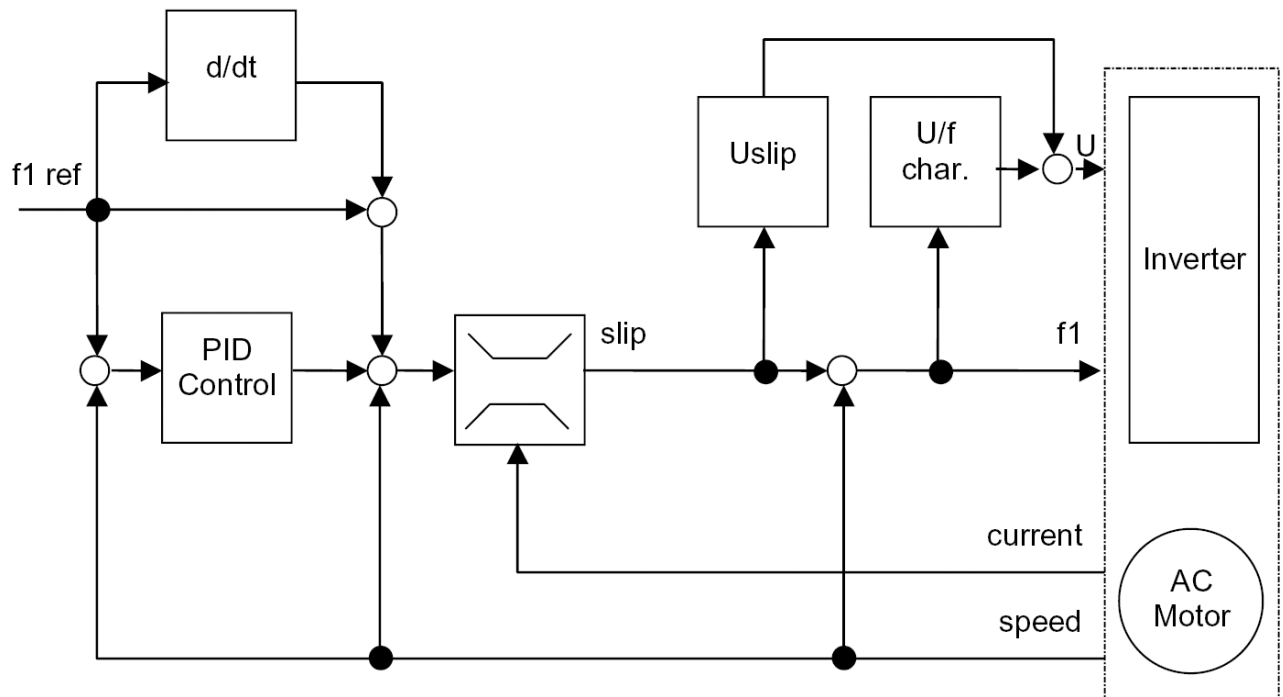 d/dt
f1 ref
PID
Control
slip
Uslip
U/f
char.
U
f1
Inverter
current
speed
AC
Motor